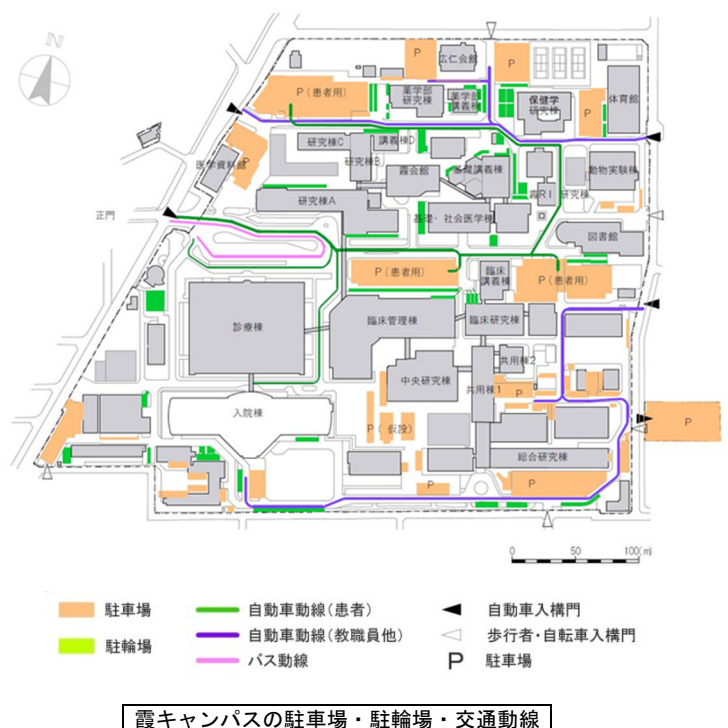 N
P
広仁会館
P
P(患者用)
薬学部
研究棟
薬学部
講義棟
保健学
研究棟
P
体育館
医学資料館
P
研究棟C
講義棟D
研究棟B
霞会館
基礎講義棟
動物実験棟
霞RI
研究棟
研究棟A
正門
基礎・社会医学棟
図書館
P(患者用)
臨床
講義棟
P(患者用)
診療棟
臨床管理棟
臨床研究棟
共用棟2
中央研究棟
共用棟1
P
入院棟
P(仮設)
P
総合研究棟
P
P
0 50 100(m)
駐車場
自動車動線(患者)
自動車入構門
駐輪場
自動車動線(教職員他)
歩行者・自転車入構門
バス動線
P 駐車場
霞キャンパスの駐車場・駐輪場・交通動線